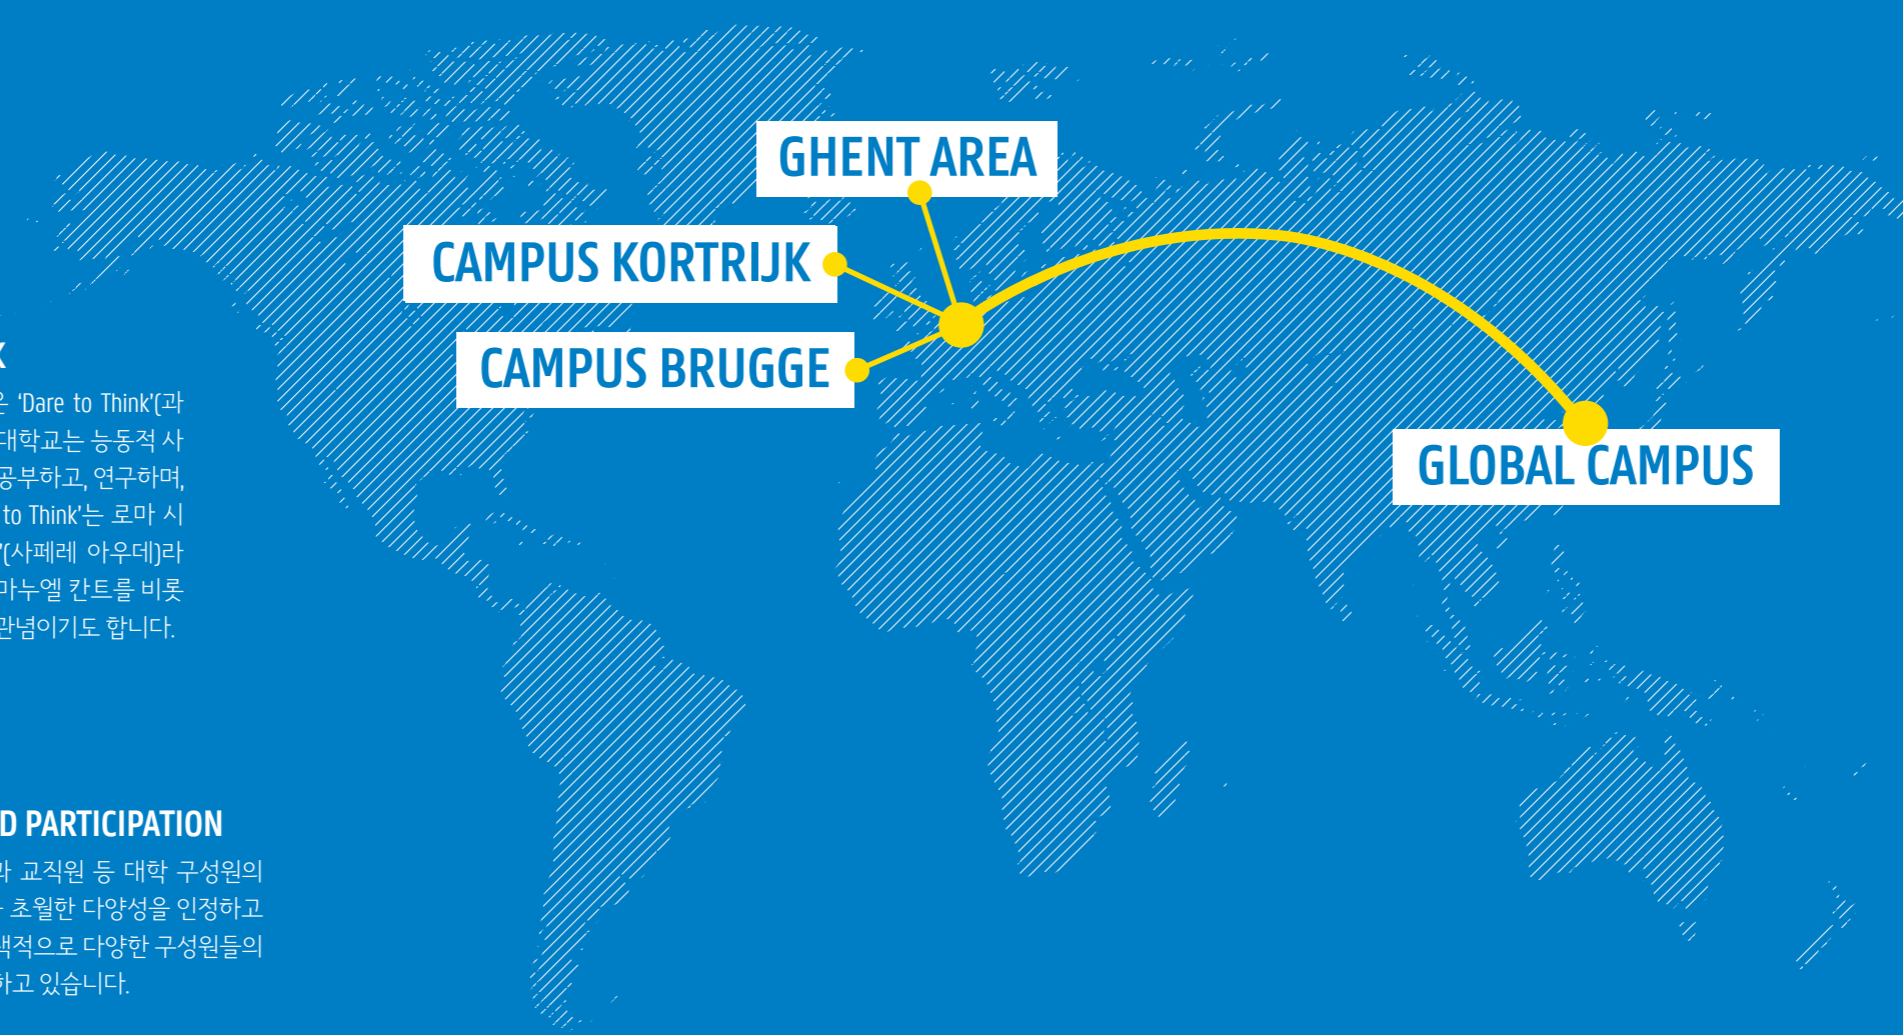 GHENT AREA
CAMPUS KORTRIJK
CAMPUS BRUGGE
GLOBAL CAMPUS
K
은 ‘Dare to Think’(과
대학교는 능동적 사
공부하고, 연구하며,
to Think’는 로마 시
’(사페레 아우데)라
마누엘 칸트를 비롯
관념이기도 합니다.
D PARTICIPATION
과 교직원 등 대학 구성원의
초월한 다양성을 인정하고
색적으로 다양한 구성원들의
하고 있습니다.